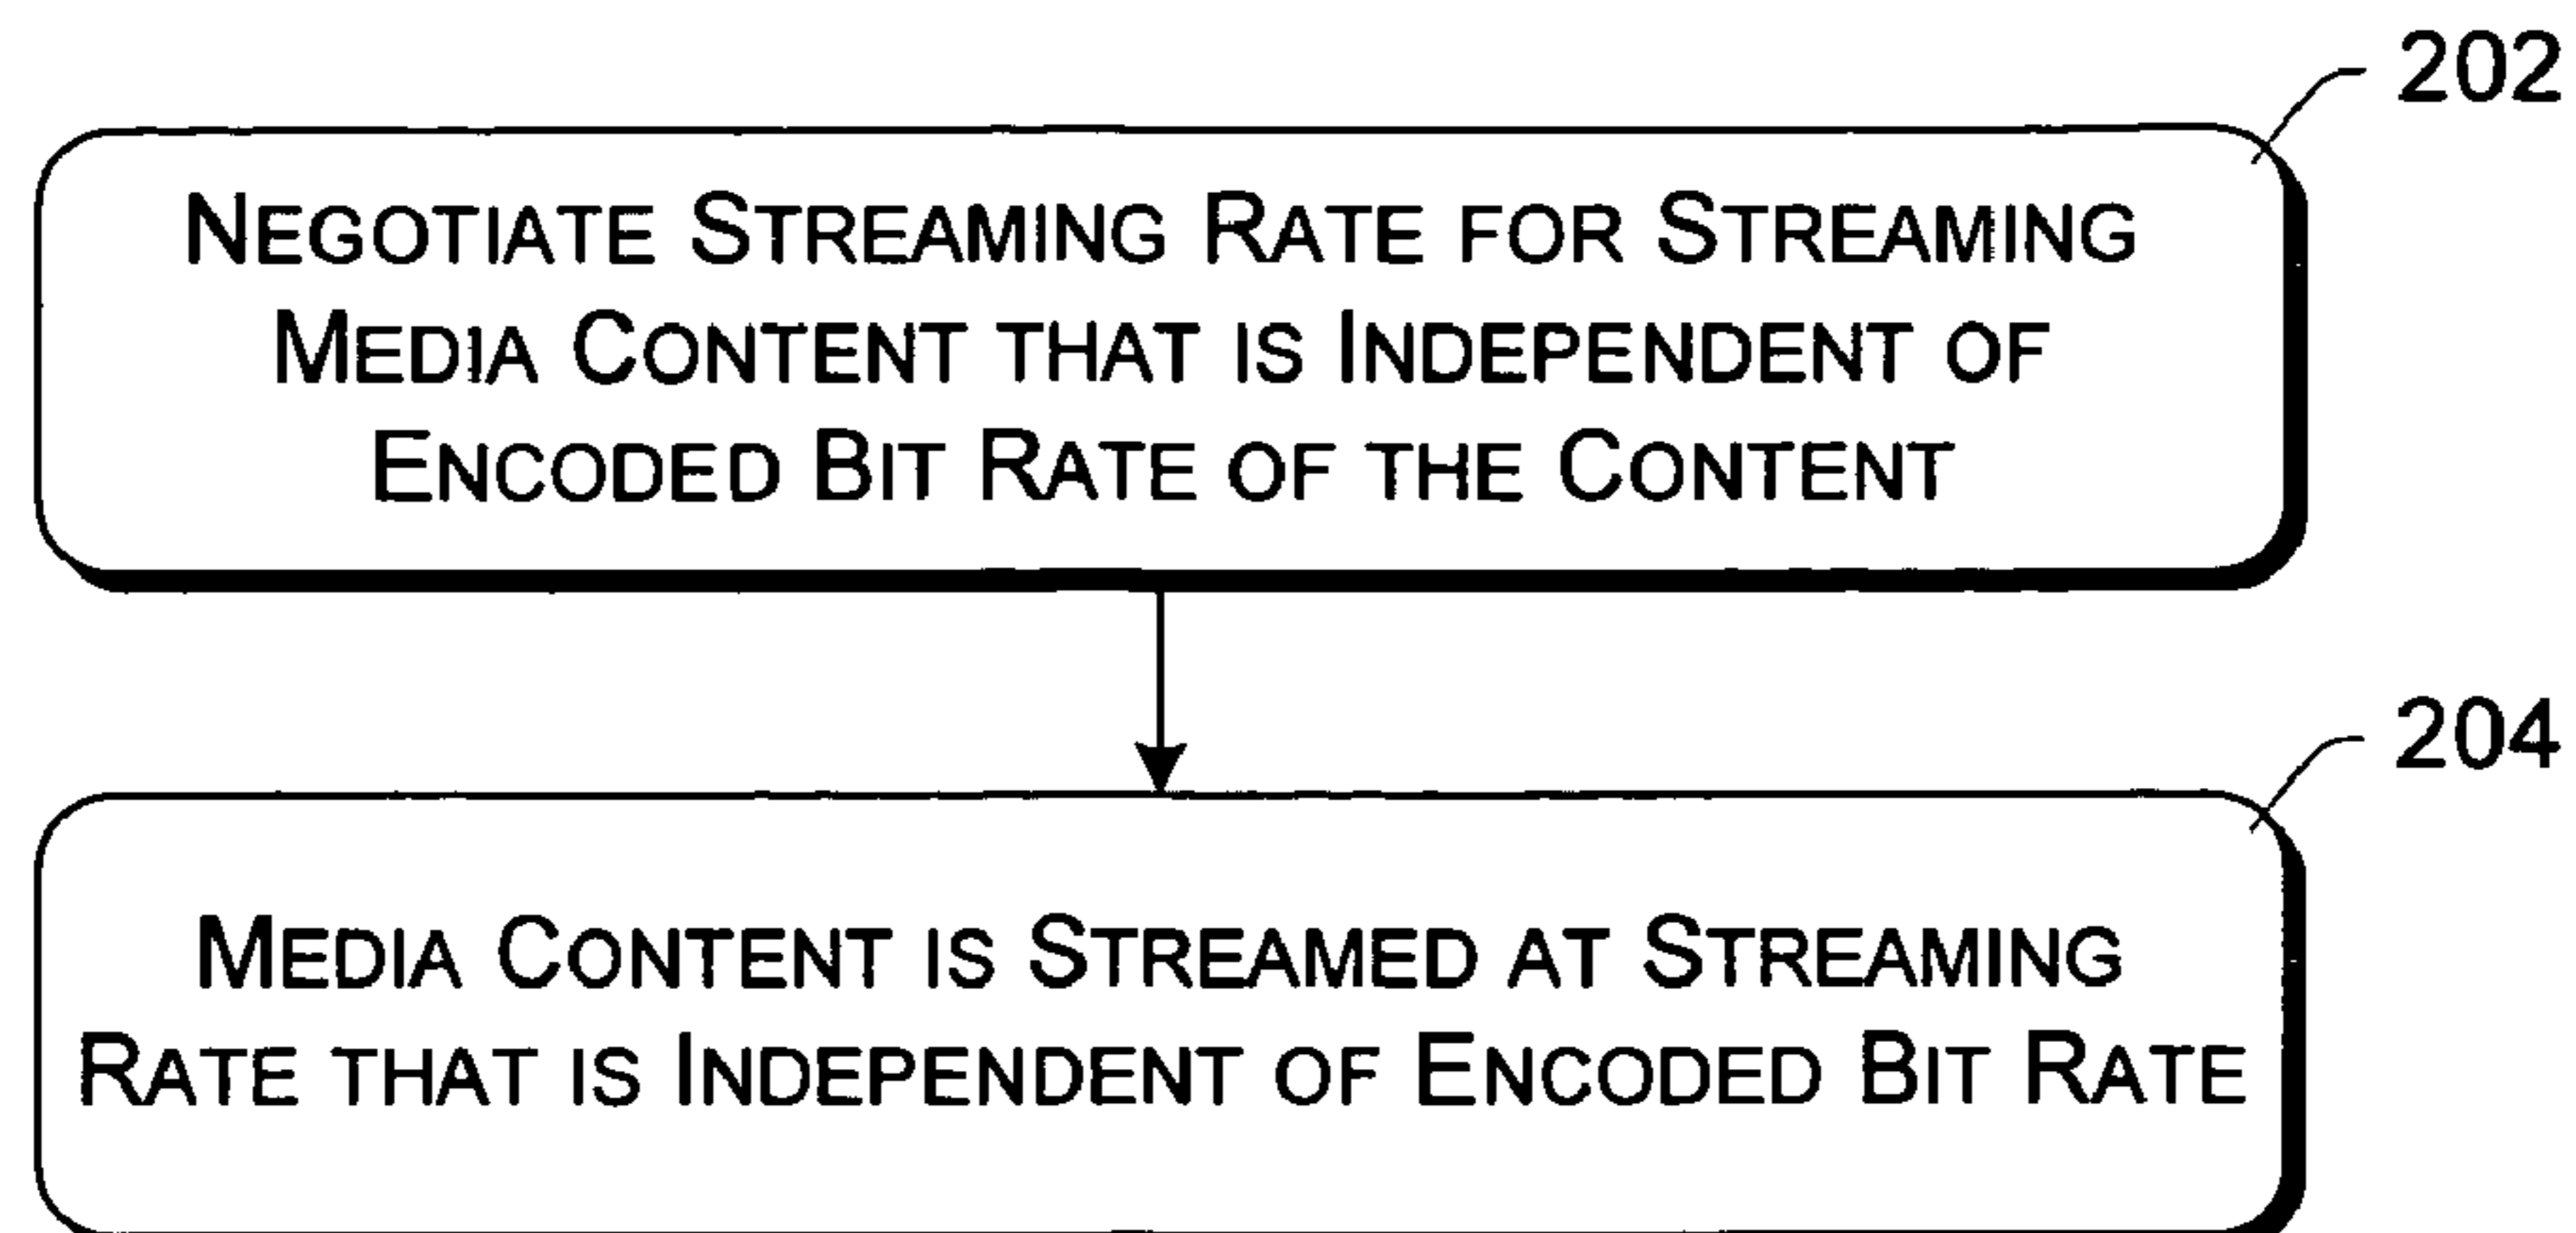 202
NEGOTIATE STREAMING RATE FOR STREAMING
MEDIA CONTENT THAT IS INDEPENDENT OF
ENCODED BIT RATE OF THE CONTENT
204
MEDIA CONTENT IS STREAMED AT STREAMING
RATE THAT IS INDEPENDENT OF ENCODED BIT RATE